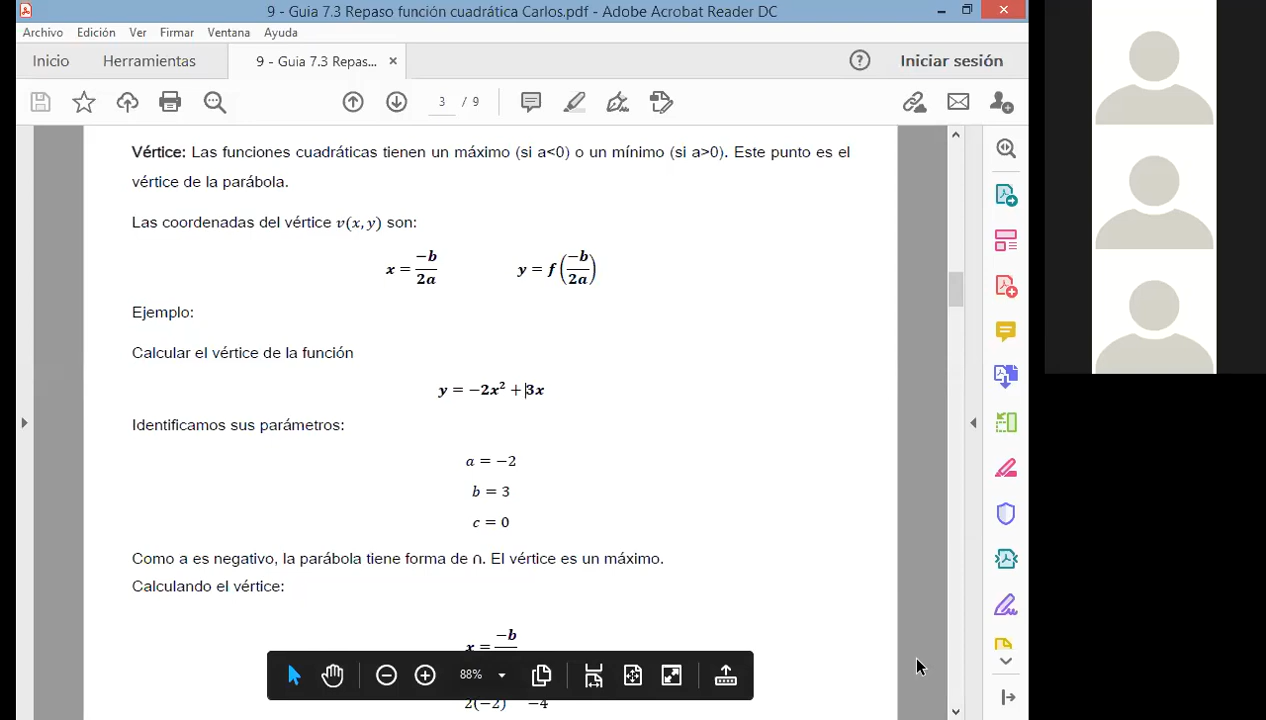 9 - Guia 7.3 Repaso función cuadrática Carlos.pdf - Adobe Acrobat Reader DC
Archivo Edición Ver Firmar Ventana Ayuda
Inicio Herramientas 9 - Guia 7.3 Repas... × ? Iniciar sesión
3 / 9
Vértice: Las funciones cuadráticas tienen un máximo (si a<0) o un mínimo (si a>0). Este punto es el
vértice de la parábola.
Las coordenadas del vértice v(x, y) son:
x = −b/2a y = f(−b/2a)
Ejemplo:
Calcular el vértice de la función
y = −2x² + 3x
Identificamos sus parámetros:
a = −2
b = 3
c = 0
Como a es negativo, la parábola tiene forma de ∩. El vértice es un máximo.
Calculando el vértice:
x = −b
88%
2(−2) −4